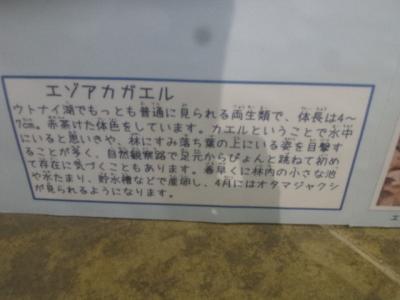 エゾアカガエル
ウトナイ湖でもっとも普通に見られる両生類で、体長は4～
7cm。赤茶けた体色をしています。カエルということで水中
にいると思いきや、林にすみ落ち葉の上にいる姿を目撃す
ることが多く、自然観察路で足元からぴょんと跳ねて初め
て存在に気づくこともあります。春早くに林内の小さな池
や水たまり、貯水槽などで産卵し、4月にはオタマジャクシ
が見られるようになります。
エ